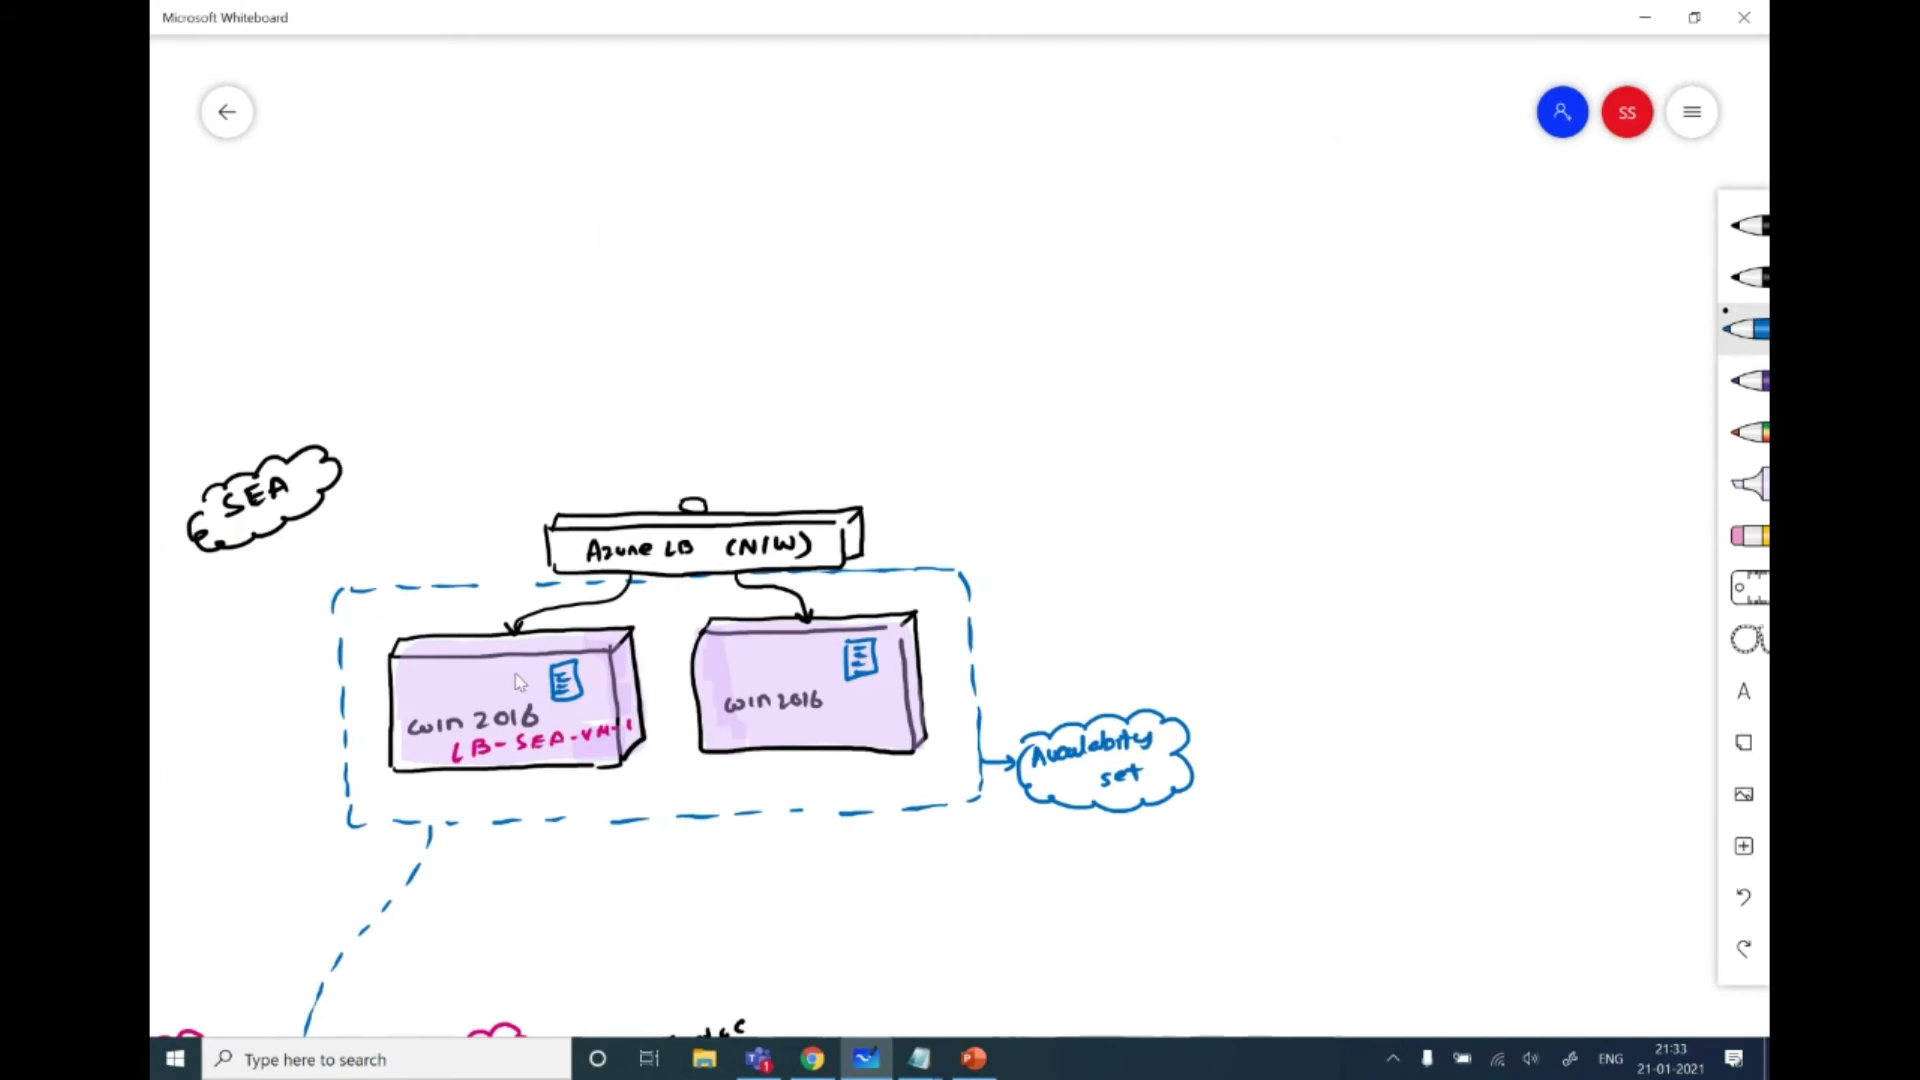 Microsoft Whiteboard
SS
SEA
Azure LB (N/W)
win 2016
LB-SEA-VM-1
win 2016
set
A
Type here to search
1
ENG
21:33
21-01-2021